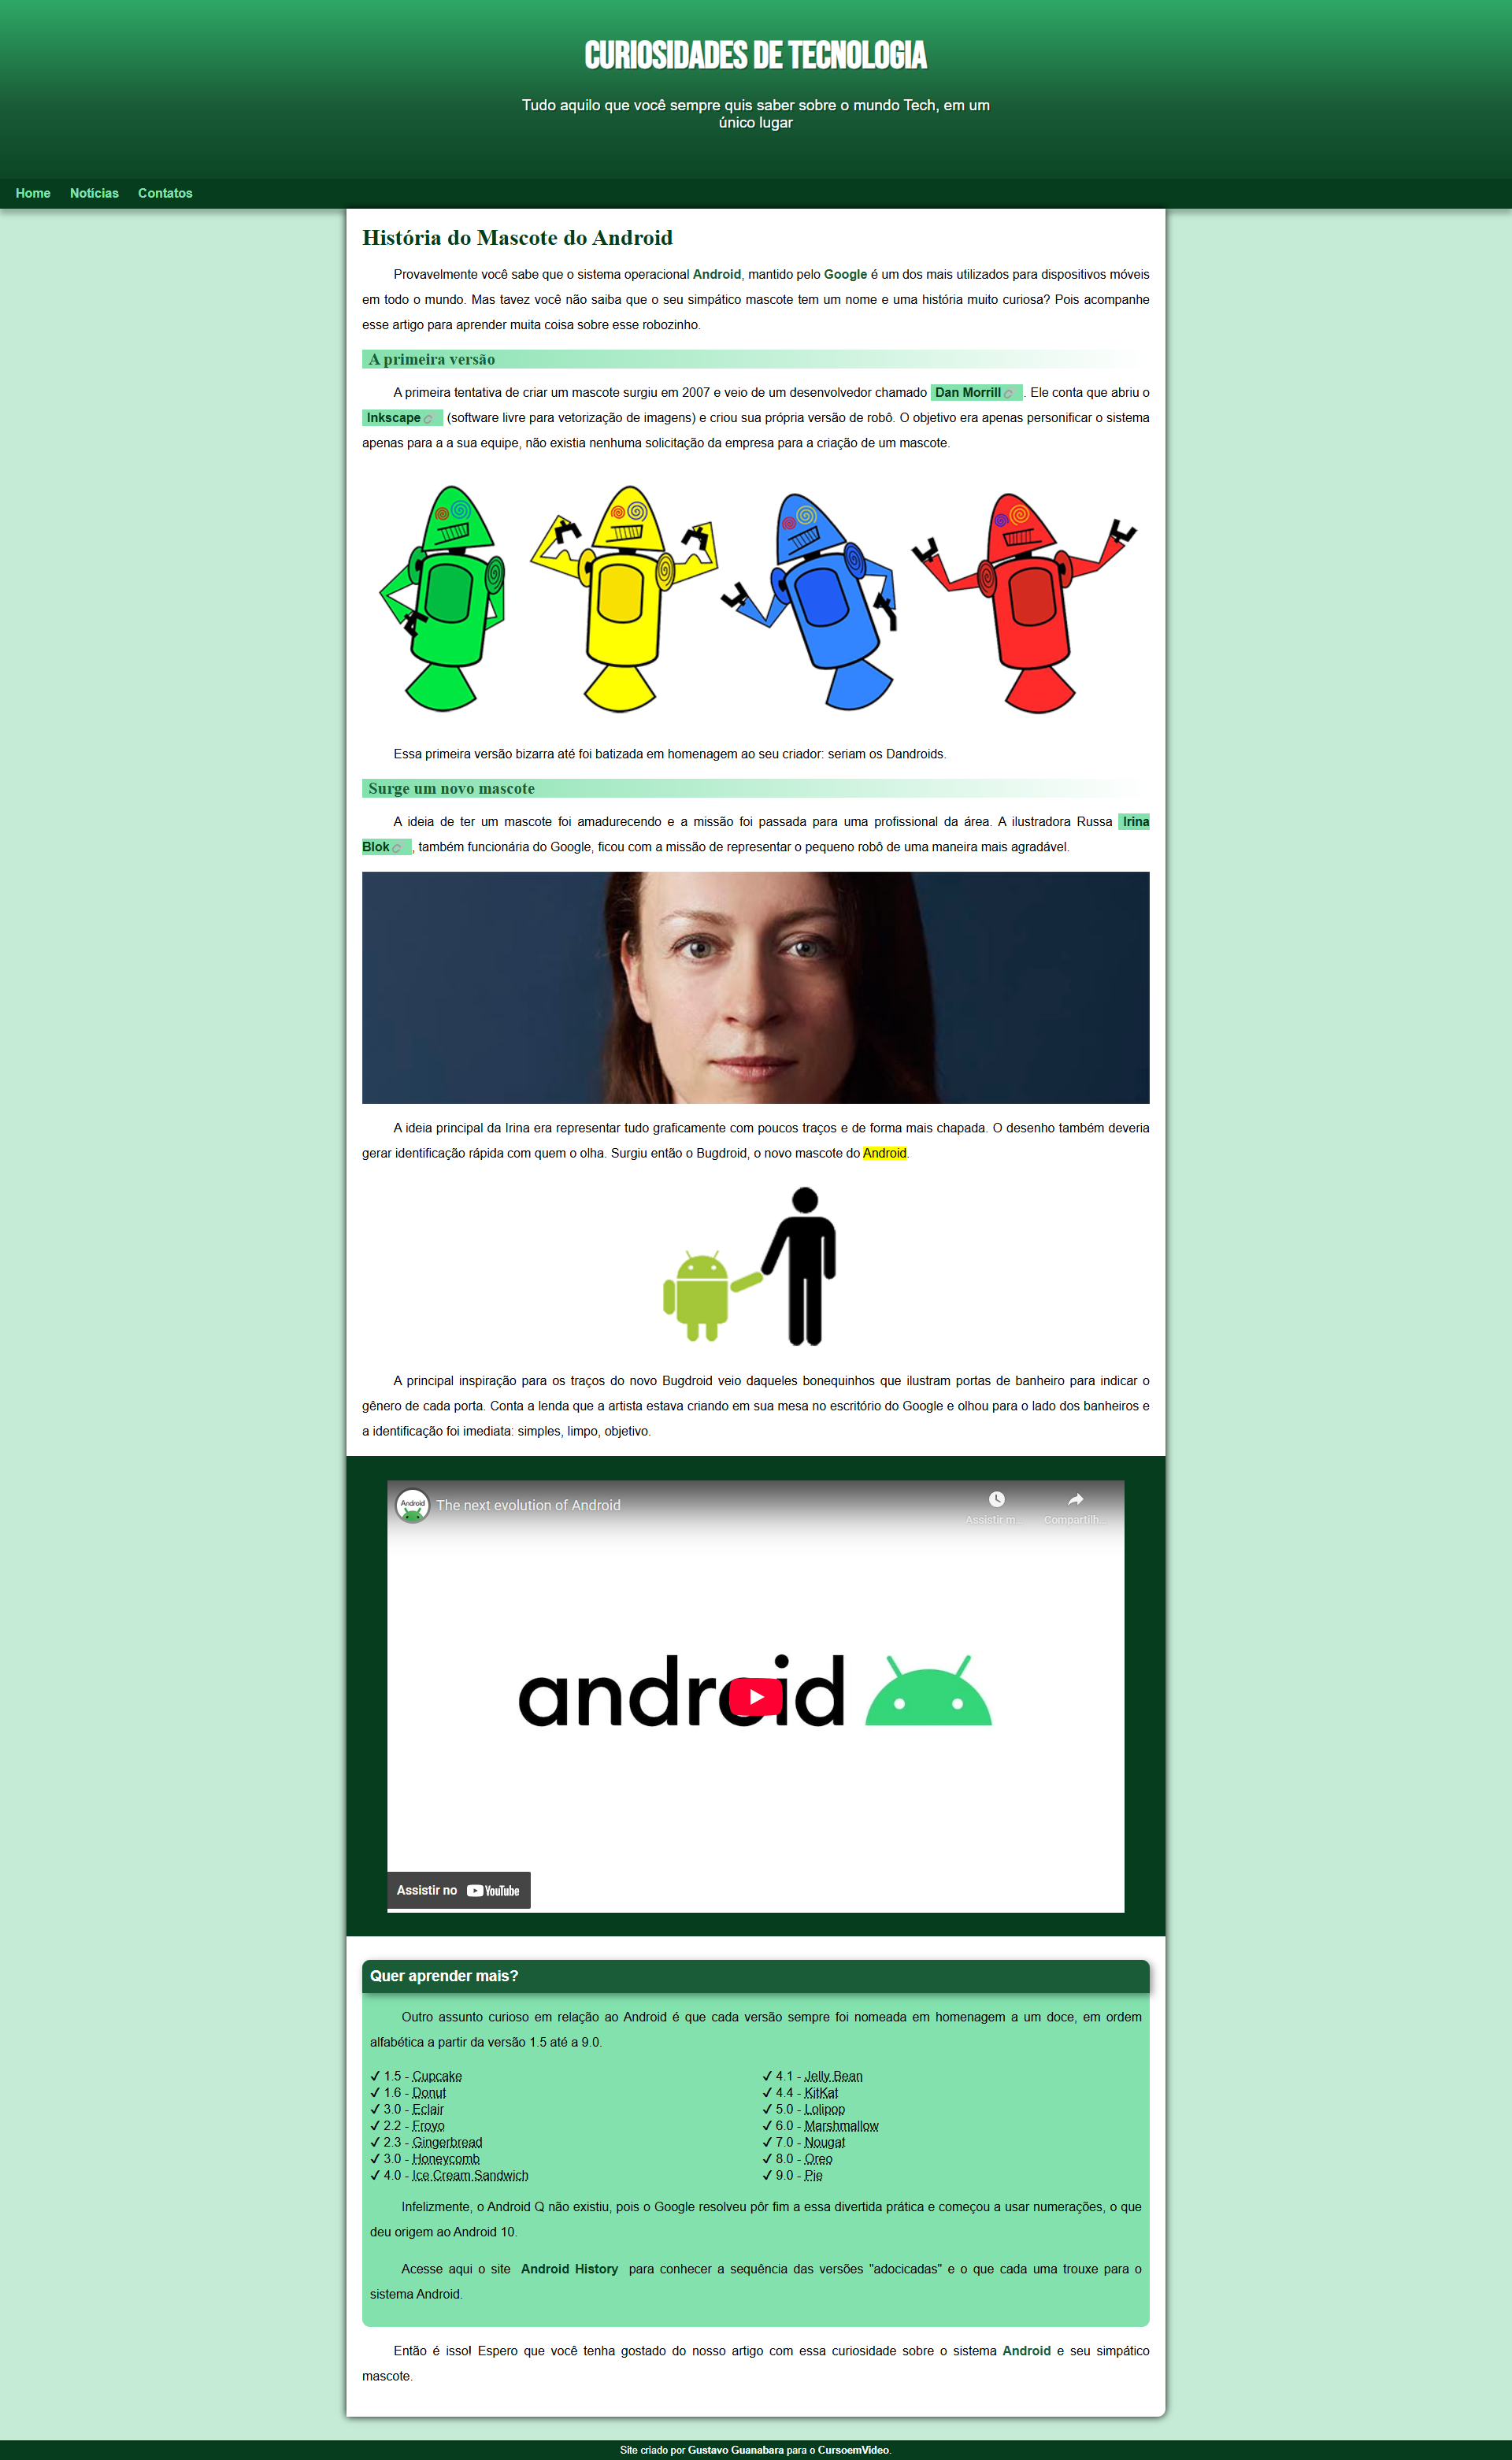 CURIOSIDADES DE TECNOLOGIA
Tudo aquilo que você sempre quis saber sobre o mundo Tech, em um
único lugar
Home Notícias Contatos
História do Mascote do Android
Provavelmente você sabe que o sistema operacional Android, mantido pelo Google é um dos mais utilizados para dispositivos móveis
em todo o mundo. Mas tavez você não saiba que o seu simpático mascote tem um nome e uma história muito curiosa? Pois acompanhe
esse artigo para aprender muita coisa sobre esse robozinho.
A primeira versão
A primeira tentativa de criar um mascote surgiu em 2007 e veio de um desenvolvedor chamado Dan Morrill. Ele conta que abriu o
Inkscape (software livre para vetorização de imagens) e criou sua própria versão de robô. O objetivo era apenas personificar o sistema
apenas para a a sua equipe, não existia nenhuma solicitação da empresa para a criação de um mascote.
Essa primeira versão bizarra até foi batizada em homenagem ao seu criador: seriam os Dandroids.
Surge um novo mascote
A ideia de ter um mascote foi amadurecendo e a missão foi passada para uma profissional da área. A ilustradora Russa Irina
Blok, também funcionária do Google, ficou com a missão de representar o pequeno robô de uma maneira mais agradável.
A ideia principal da Irina era representar tudo graficamente com poucos traços e de forma mais chapada. O desenho também deveria
gerar identificação rápida com quem o olha. Surgiu então o Bugdroid, o novo mascote do Android.
A principal inspiração para os traços do novo Bugdroid veio daqueles bonequinhos que ilustram portas de banheiro para indicar o
gênero de cada porta. Conta a lenda que a artista estava criando em sua mesa no escritório do Google e olhou para o lado dos banheiros e
a identificação foi imediata: simples, limpo, objetivo.
Android
The next evolution of Android
Assistir m... Compartilh...
android
Assistir no YouTube
Quer aprender mais?
Outro assunto curioso em relação ao Android é que cada versão sempre foi nomeada em homenagem a um doce, em ordem
alfabética a partir da versão 1.5 até a 9.0.
✓ 1.5 - Cupcake
✓ 1.6 - Donut
✓ 3.0 - Eclair
✓ 2.2 - Froyo
✓ 2.3 - Gingerbread
✓ 3.0 - Honeycomb
✓ 4.0 - Ice Cream Sandwich
✓ 4.1 - Jelly Bean
✓ 4.4 - KitKat
✓ 5.0 - Lolipop
✓ 6.0 - Marshmallow
✓ 7.0 - Nougat
✓ 8.0 - Oreo
✓ 9.0 - Pie
Infelizmente, o Android Q não existiu, pois o Google resolveu pôr fim a essa divertida prática e começou a usar numerações, o que
deu origem ao Android 10.
Acesse aqui o site Android History para conhecer a sequência das versões "adocicadas" e o que cada uma trouxe para o
sistema Android.
Então é isso! Espero que você tenha gostado do nosso artigo com essa curiosidade sobre o sistema Android e seu simpático
mascote.
Site criado por Gustavo Guanabara para o CursoemVideo.